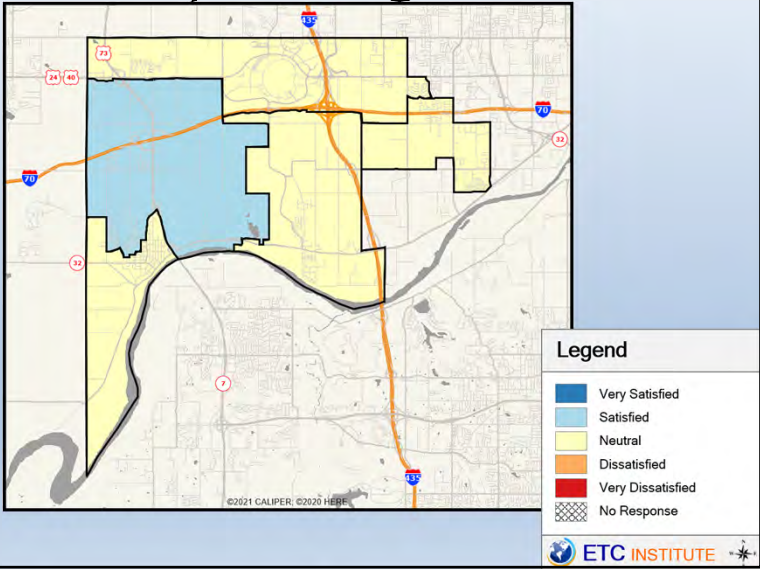 435
73
24
40
70
32
70
32
7
435
©2021 CALIPER; ©2020 HERE
Legend
Very Satisfied
Satisfied
Neutral
Dissatisfied
Very Dissatisfied
No Response
ETC INSTITUTE